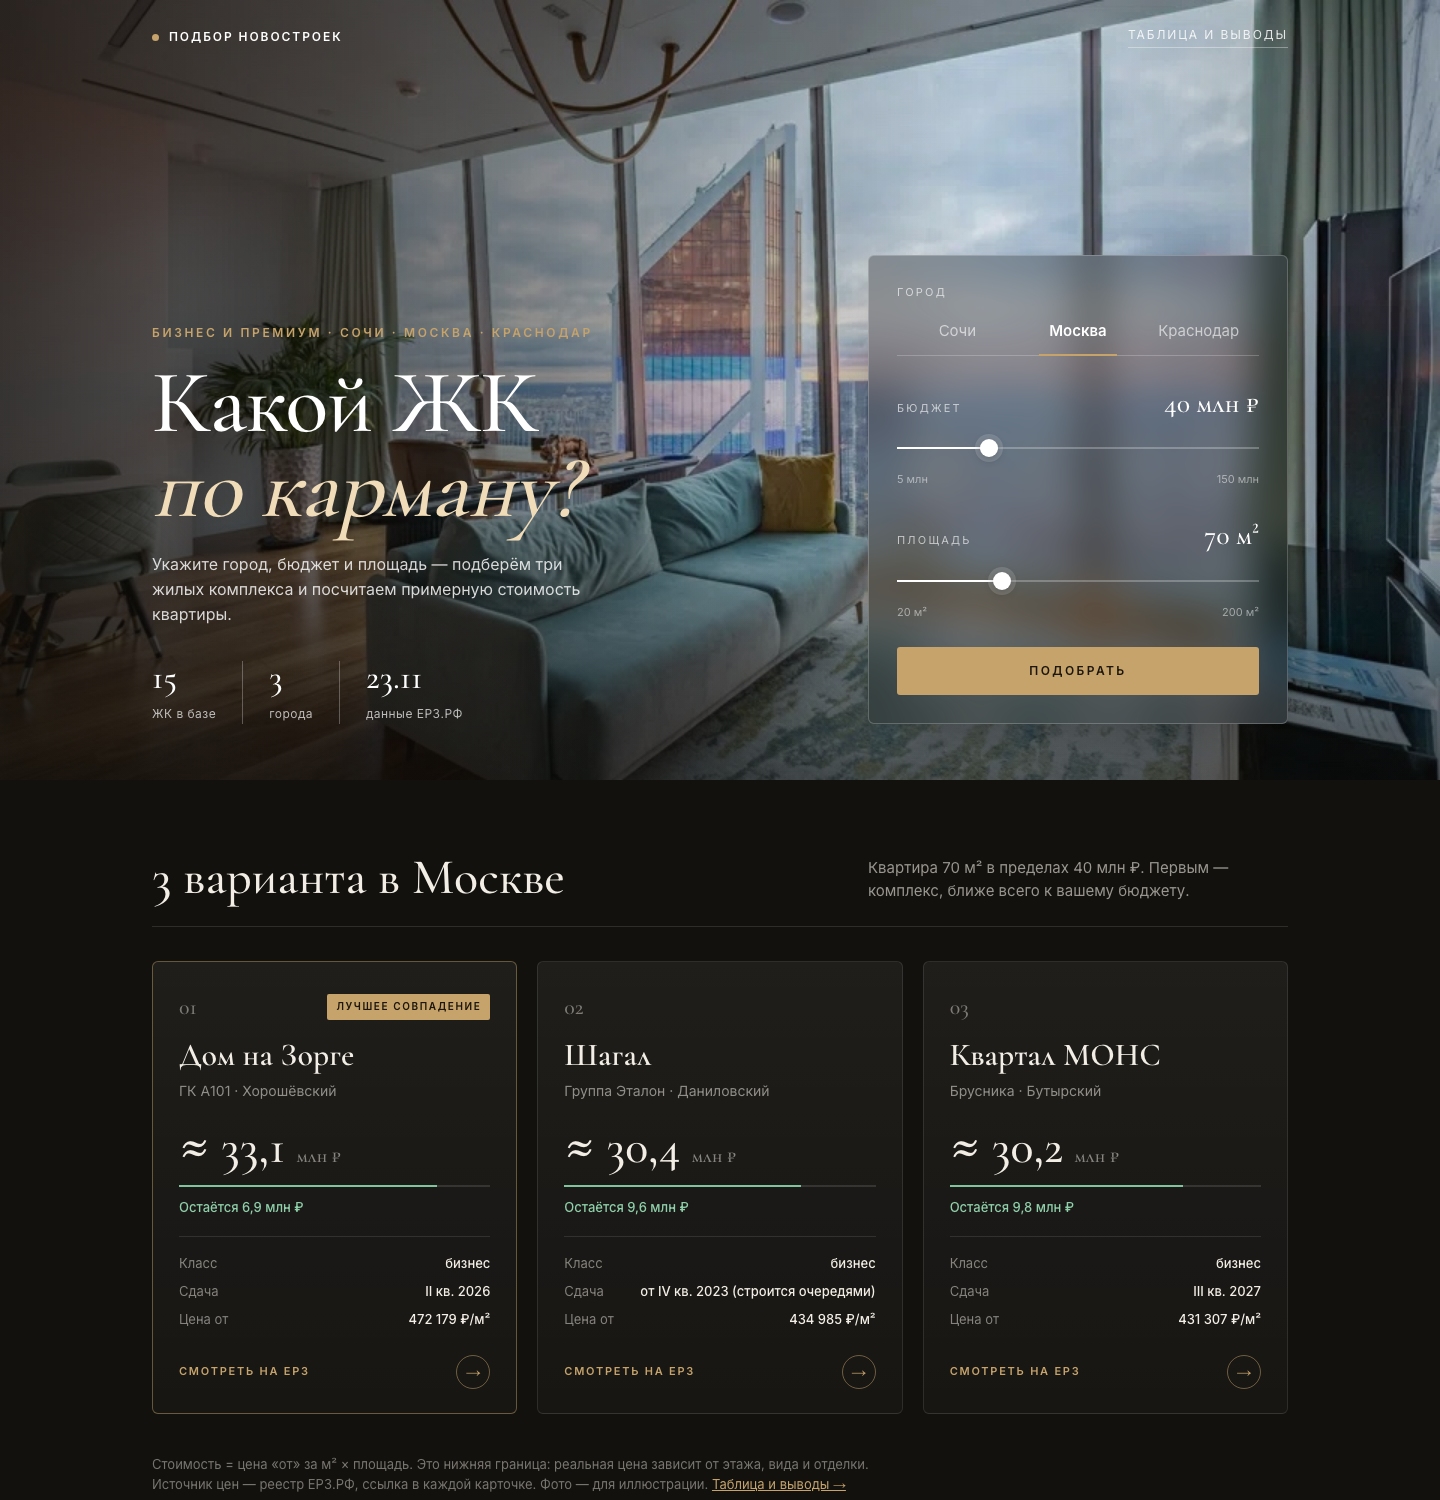 ПОДБОР НОВОСТРОЕК
ТАБЛИЦА И ВЫВОДЫ
БИЗНЕС И ПРЕМИУМ · СОЧИ · МОСКВА · КРАСНОДАР
Какой ЖК
по карману?
Укажите город, бюджет и площадь — подберём три
жилых комплекса и посчитаем примерную стоимость
квартиры.
15
ЖК в базе
3
города
23.11
данные ЕРЗ.РФ
ГОРОД
Сочи Москва Краснодар
БЮДЖЕТ 40 млн ₽
5 млн 150 млн
ПЛОЩАДЬ 70 м²
20 м² 200 м²
ПОДОБРАТЬ
3 варианта в Москве
Квартира 70 м² в пределах 40 млн ₽. Первым —
комплекс, ближе всего к вашему бюджету.
01 ЛУЧШЕЕ СОВПАДЕНИЕ
Дом на Зорге
ГК А101 · Хорошёвский
≈ 33,1 млн ₽
Остаётся 6,9 млн ₽
Класс бизнес
Сдача II кв. 2026
Цена от 472 179 ₽/м²
СМОТРЕТЬ НА ЕРЗ →
02
Шагал
Группа Эталон · Даниловский
≈ 30,4 млн ₽
Остаётся 9,6 млн ₽
Класс бизнес
Сдача от IV кв. 2023 (строится очередями)
Цена от 434 985 ₽/м²
СМОТРЕТЬ НА ЕРЗ →
03
Квартал МОНС
Брусника · Бутырский
≈ 30,2 млн ₽
Остаётся 9,8 млн ₽
Класс бизнес
Сдача III кв. 2027
Цена от 431 307 ₽/м²
СМОТРЕТЬ НА ЕРЗ →
Стоимость = цена «от» за м² × площадь. Это нижняя граница: реальная цена зависит от этажа, вида и отделки.
Источник цен — реестр ЕРЗ.РФ, ссылка в каждой карточке. Фото — для иллюстрации. Таблица и выводы →